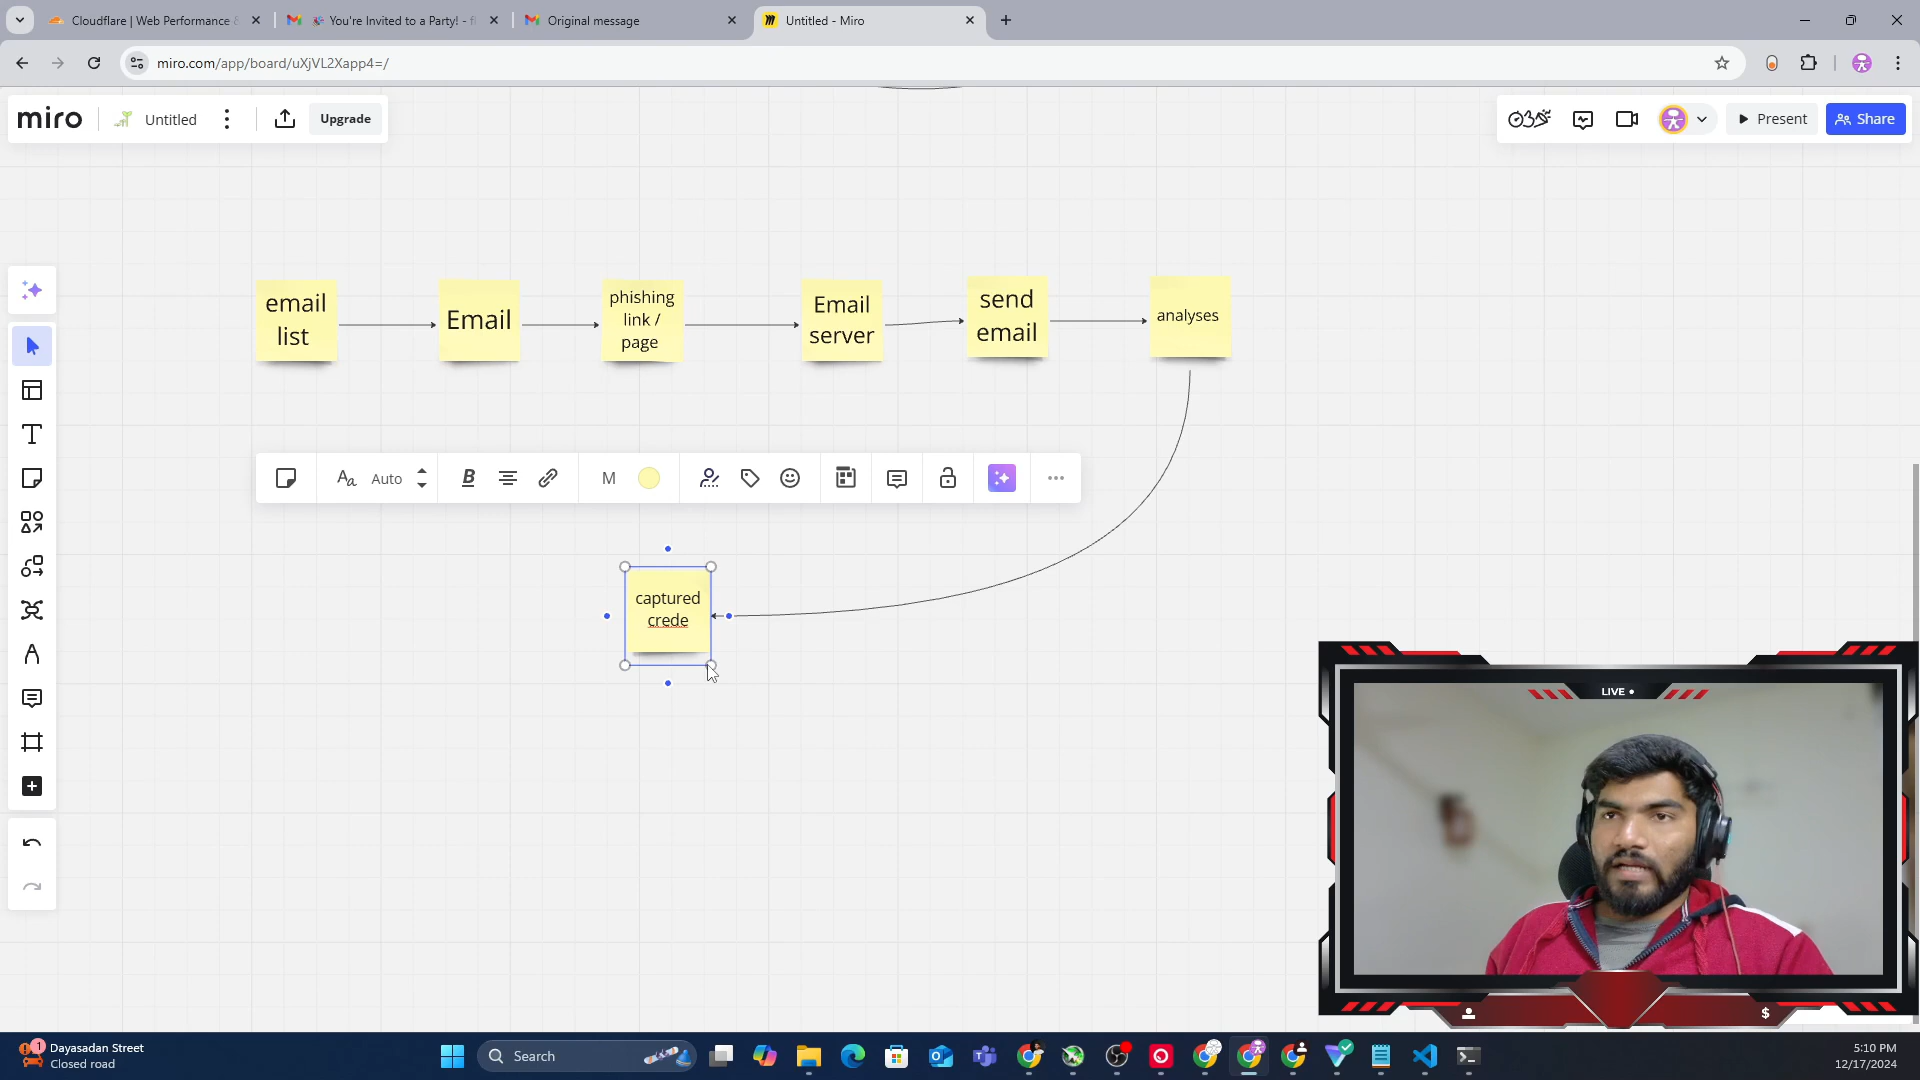 Cloudflare | Web Performance &
You're Invited to a Party! - fi
Original message
Untitled - Miro
miro.com/app/board/uXjVL2Xapp4=/
miro
Untitled
Upgrade
Present
Share
email
list
Email
phishing
link /
page
Email
server
send
email
analyses
Auto
B
M
captured
crede
LIVE
$
1
Dayasadan Street
Closed road
Search
5:10 PM
12/17/2024